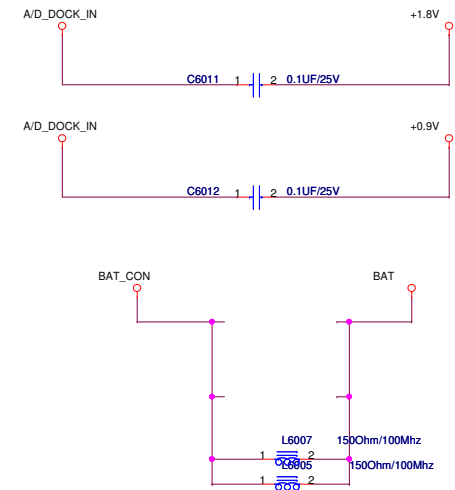 A/D_DOCK_IN +1.8V
C6011 1 2 0.1UF/25V
A/D_DOCK_IN +0.9V
C6012 1 2 0.1UF/25V
BAT_CON BAT
L6007 150Ohm/100Mhz
1 2
L6005 150Ohm/100Mhz
1 2